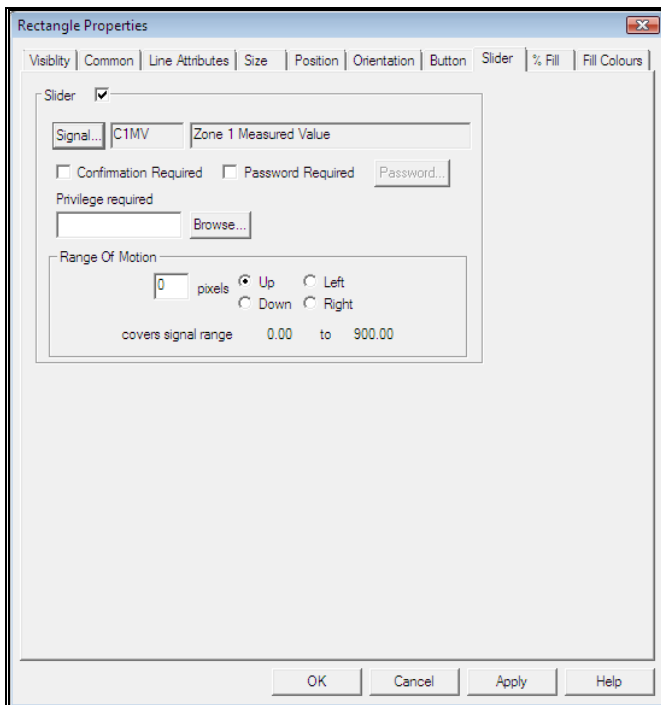 Rectangle Properties
Visiblity Common Line Attributes Size Position Orientation Button Slider % Fill Fill Colours
Slider
Signal... C1MV Zone 1 Measured Value
Confirmation Required Password Required Password...
Privilege required
Browse...
Range Of Motion
0 pixels Up Left
Down Right
covers signal range 0.00 to 900.00
OK Cancel Apply Help